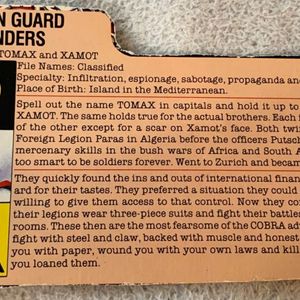 N GUARD
NDERS
TOMAX and XAMOT
File Names: Classified
Specialty: Infiltration, espionage, sabotage, propaganda and
Place of Birth: Island in the Mediterranean.
Spell out the name TOMAX in capitals and hold it up to
XAMOT. The same holds true for the actual brothers. Each i
of the other except for a scar on Xamot's face. Both twin
Foreign Legion Paras in Algeria before the officers Putsch
mercenary skills in the bush wars of Africa and South A
too smart to be soldiers forever. Went to Zurich and becam
They quickly found the ins and outs of international finan
ard for their tastes. They preferred a situation they could
willing to give them access to that control. Now they co
their legions wear three-piece suits and fight their battle
rooms. These then are the most fearsome of the COBRA ad
fight with steel and claw, backed with muscle and hones
you with paper, wound you with your own laws and kill
you loaned them.